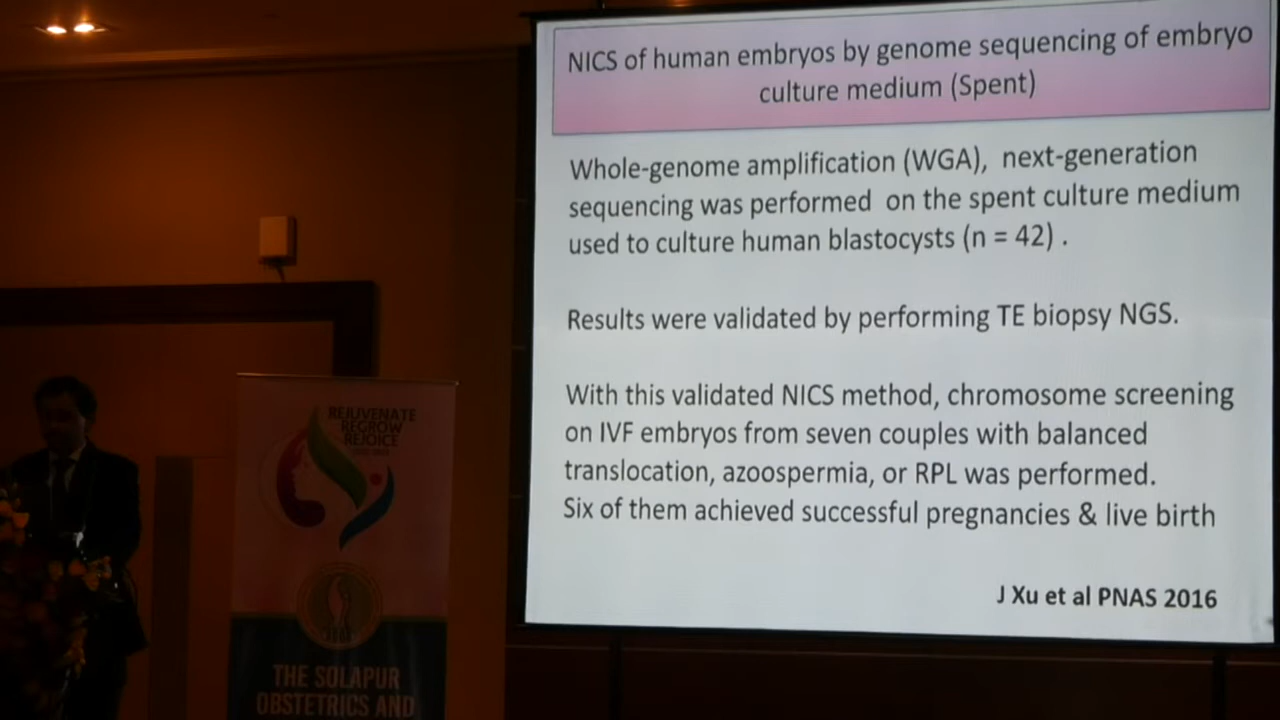 NICS of human embryos by genome sequencing of embryo
culture medium (Spent)
Whole-genome amplification (WGA), next-generation
sequencing was performed on the spent culture medium
used to culture human blastocysts (n = 42) .
Results were validated by performing TE biopsy NGS.
With this validated NICS method, chromosome screening
on IVF embryos from seven couples with balanced
translocation, azoospermia, or RPL was performed.
Six of them achieved successful pregnancies & live birth
J Xu et al PNAS 2016
REJUVENATE
REGROW
REJOICE
THE SOLAPUR
OBSTETRICS AND